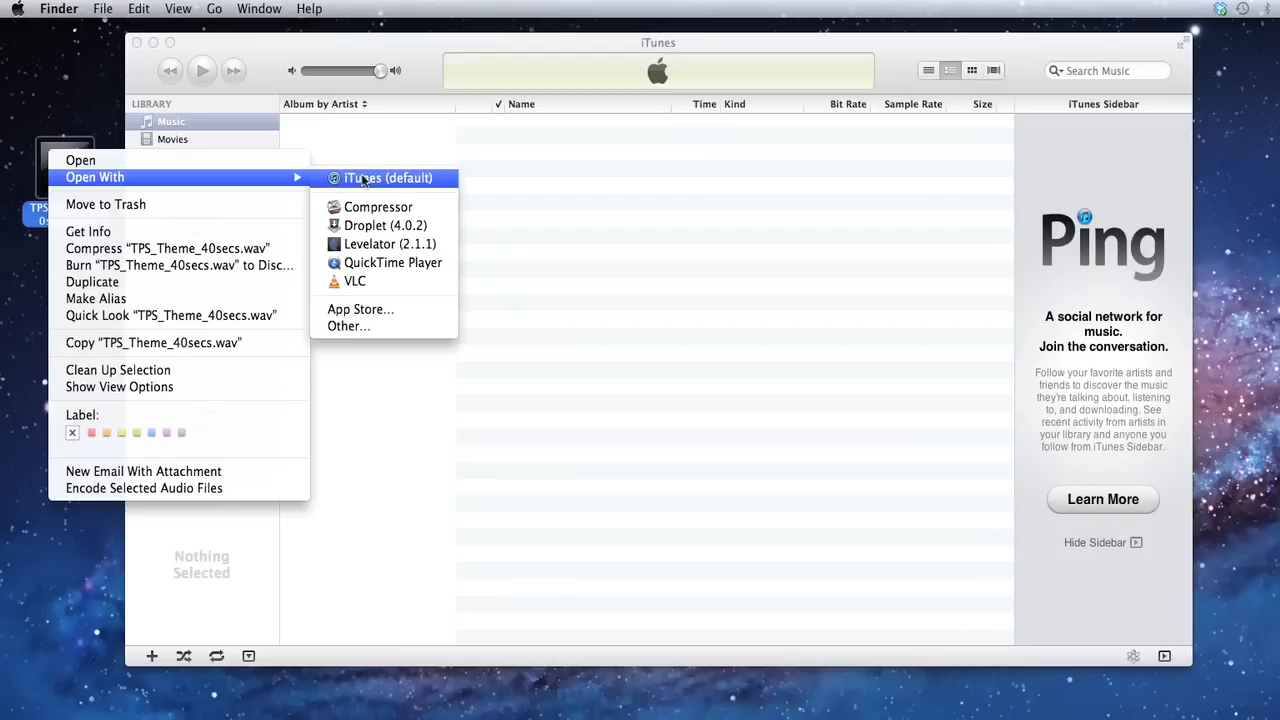 Finder File Edit View Go Window Help
iTunes
Search Music
LIBRARY
Album by Artist
Name
Time
Kind
Bit Rate
Sample Rate
Size
iTunes Sidebar
Music
Movies
TPS_
0s
Open
Open With
Move to Trash
Get Info
Compress “TPS_Theme_40secs.wav”
Burn “TPS_Theme_40secs.wav” to Disc…
Duplicate
Make Alias
Quick Look “TPS_Theme_40secs.wav”
Copy “TPS_Theme_40secs.wav”
Clean Up Selection
Show View Options
Label:
New Email With Attachment
Encode Selected Audio Files
iTunes (default)
Compressor
Droplet (4.0.2)
Levelator (2.1.1)
QuickTime Player
VLC
App Store…
Other…
Nothing
Selected
Ping
A social network for
music.
Join the conversation.
Follow your favorite artists and
friends to discover the music
they're talking about, listening
to, and downloading. See
recent activity from artists in
your library and anyone you
follow from iTunes Sidebar.
Learn More
Hide Sidebar